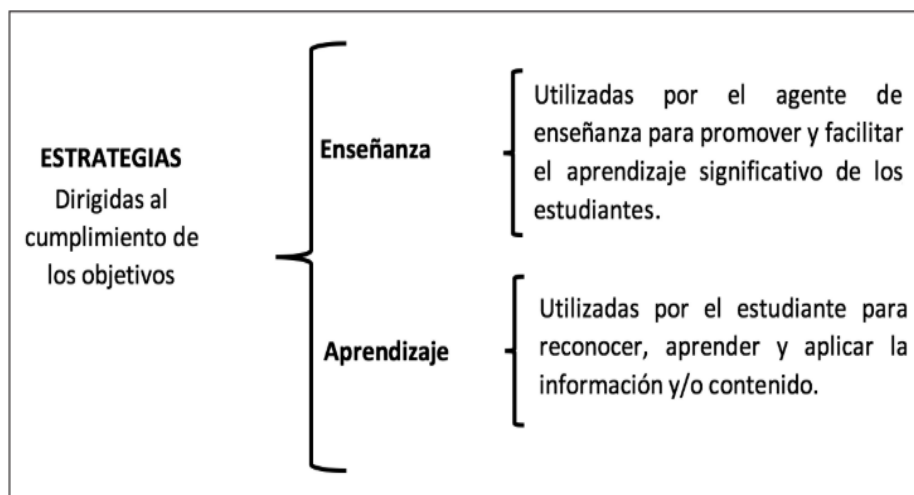 ESTRATEGIAS
Dirigidas al
cumplimiento de
los objetivos
Enseñanza
Utilizadas por el agente de
enseñanza para promover y facilitar
el aprendizaje significativo de los
estudiantes.
Aprendizaje
Utilizadas por el estudiante para
reconocer, aprender y aplicar la
información y/o contenido.